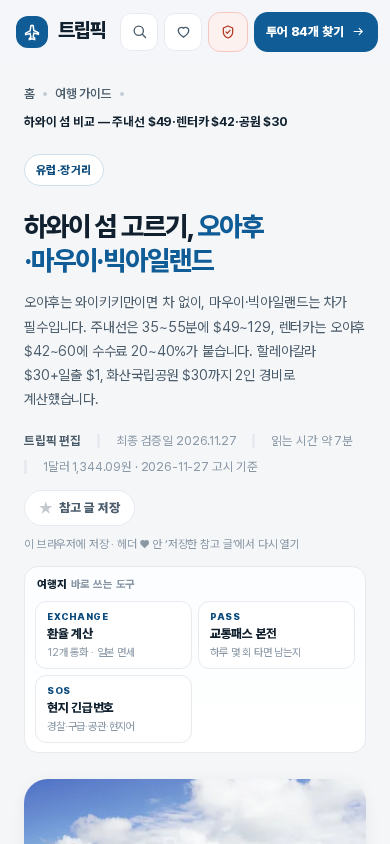 트립픽
투어 84개 찾기 →
홈 • 여행 가이드 •
하와이 섬 비교 — 주내선 $49·렌터카 $42·공원 $30
유럽·장거리
하와이 섬 고르기, 오아후
·마우이·빅아일랜드
오아후는 와이키키만이면 차 없이, 마우이·빅아일랜드는 차가
필수입니다. 주내선은 35~55분에 $49~129, 렌터카는 오아후
$42~60에 수수료 20~40%가 붙습니다. 할레아칼라
$30+일출 $1, 화산국립공원 $30까지 2인 경비로
계산했습니다.
트립픽 편집 | 최종 검증일 2026.11.27 | 읽는 시간 약 7분
| 1달러 1,344.09원 · 2026-11-27 고시 기준
★ 참고 글 저장
이 브라우저에 저장 · 헤더 ♥ 안 ‘저장한 참고 글’에서 다시 열기
여행지 바로 쓰는 도구
EXCHANGE
환율 계산
12개 통화 · 일본 면세
PASS
교통패스 본전
하루 몇 회 타면 남는지
SOS
현지 긴급번호
경찰·구급·공관·현지어